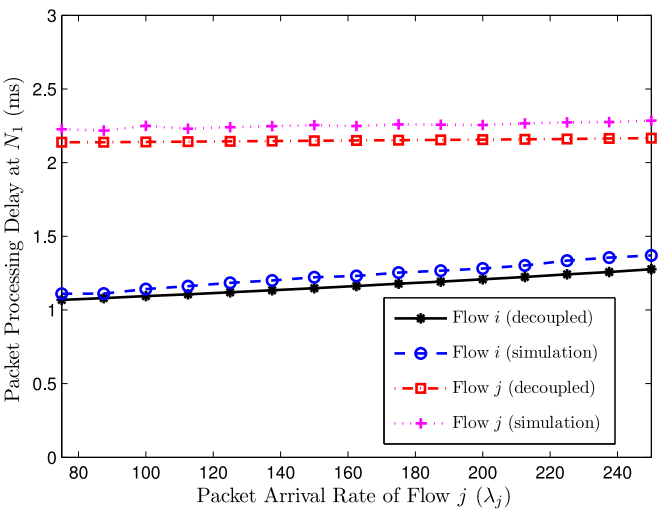 3
2.5
2
1.5
1
0.5
0
80
100
120
140
160
180
200
220
240
Packet Processing Delay at N₁ (ms)
Packet Arrival Rate of Flow j (λⱼ)
Flow i (decoupled)
Flow i (simulation)
Flow j (decoupled)
Flow j (simulation)